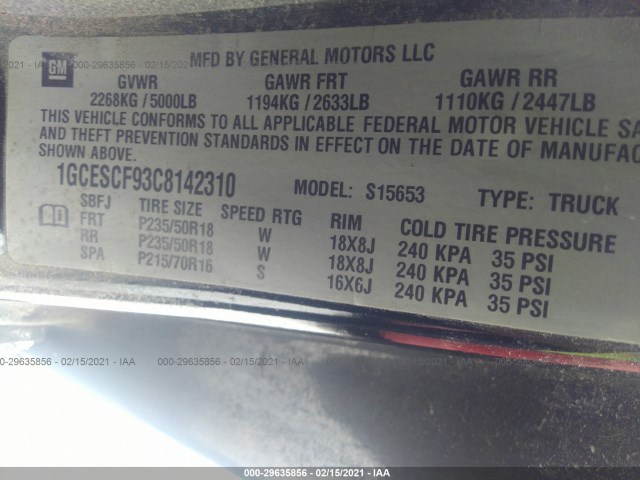 GM
MFD BY GENERAL MOTORS LLC
GVWR GAWR FRT GAWR RR
2268KG / 5000LB 1194KG / 2633LB 1110KG / 2447LB
THIS VEHICLE CONFORMS TO ALL APPLICABLE FEDERAL MOTOR VEHICLE SA
AND THEFT PREVENTION STANDARDS IN EFFECT ON THE DATE OF MANUFAC
SHOWN ABOVE.
1GCESCF93C8142310 MODEL: S15653 TYPE: TRUCK
SBFJ TIRE SIZE SPEED RTG RIM COLD TIRE PRESSURE
FRT P235/50R18 W 18X8J 240 KPA 35 PSI
RR P235/50R18 W 18X8J 240 KPA 35 PSI
SPA P215/70R16 S 16X6J 240 KPA 35 PSI
2021 - IAA 000-29635856 - 02/15/202
000-29635856 - 02/15/2021 - IAA
000-29635856 - 02/15/2021 - IAA
000-29635856 - 02/15/2021 - IAA